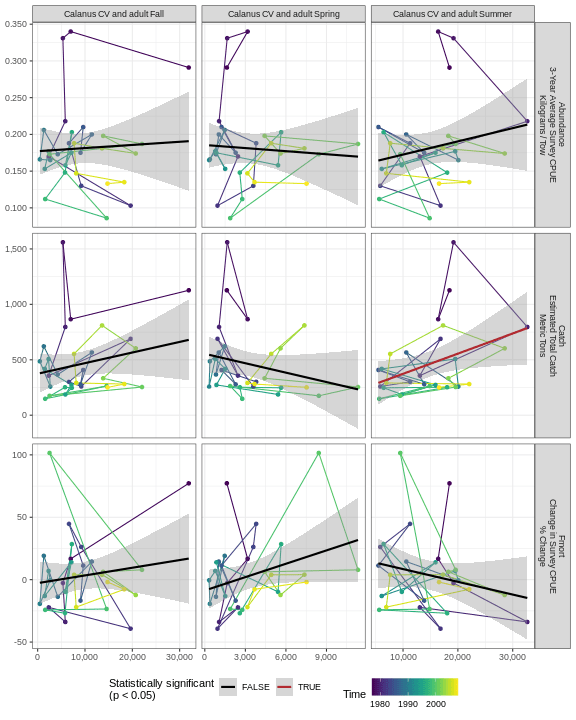 Calanus CV and adult Fall
Calanus CV and adult Spring
Calanus CV and adult Summer
0.350
0.300
0.250
0.200
0.150
0.100
Abundance
3-Year Average Survey CPUE
Kilograms /Tow
1,500
1,000
500
0
Catch
Estimated Total Catch
Metric Tons
100
50
0
-50
Fmort
Change in Survey CPUE
% Change
0 10,000 20,000 30,000
0 3,000 6,000 9,000
10,000 20,000 30,000
Statistically significant
(p < 0.05)
FALSE
TRUE
Time
1980 1990 2000